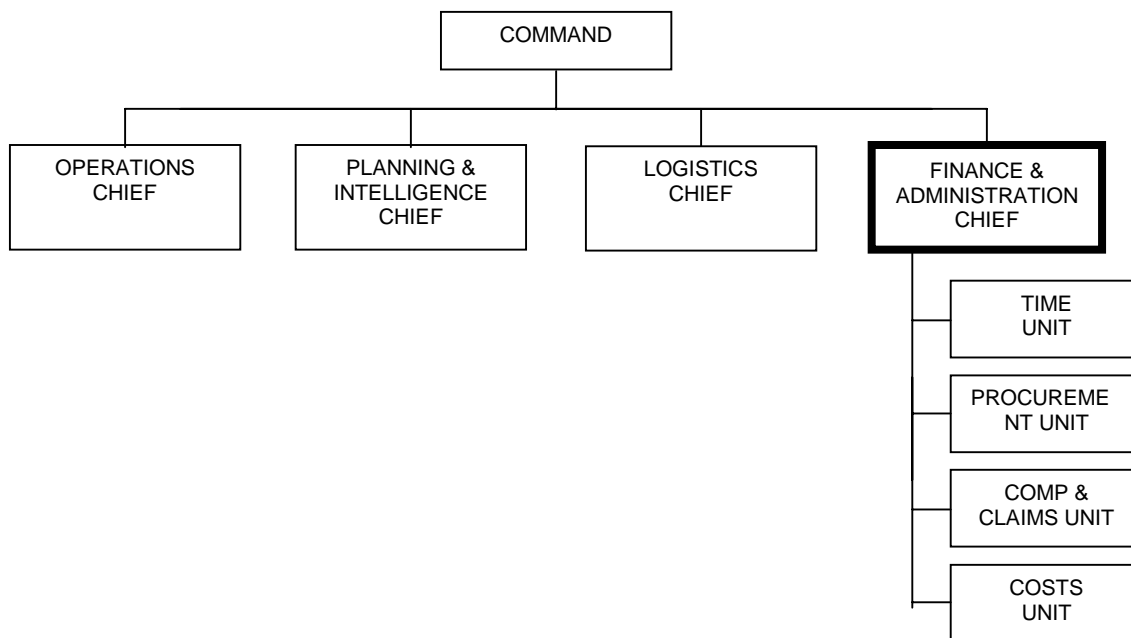 COMMAND
OPERATIONS
CHIEF
PLANNING &
INTELLIGENCE
CHIEF
LOGISTICS
CHIEF
FINANCE &
ADMINISTRATION
CHIEF
TIME
UNIT
PROCUREME
NT UNIT
COMP &
CLAIMS UNIT
COSTS
UNIT